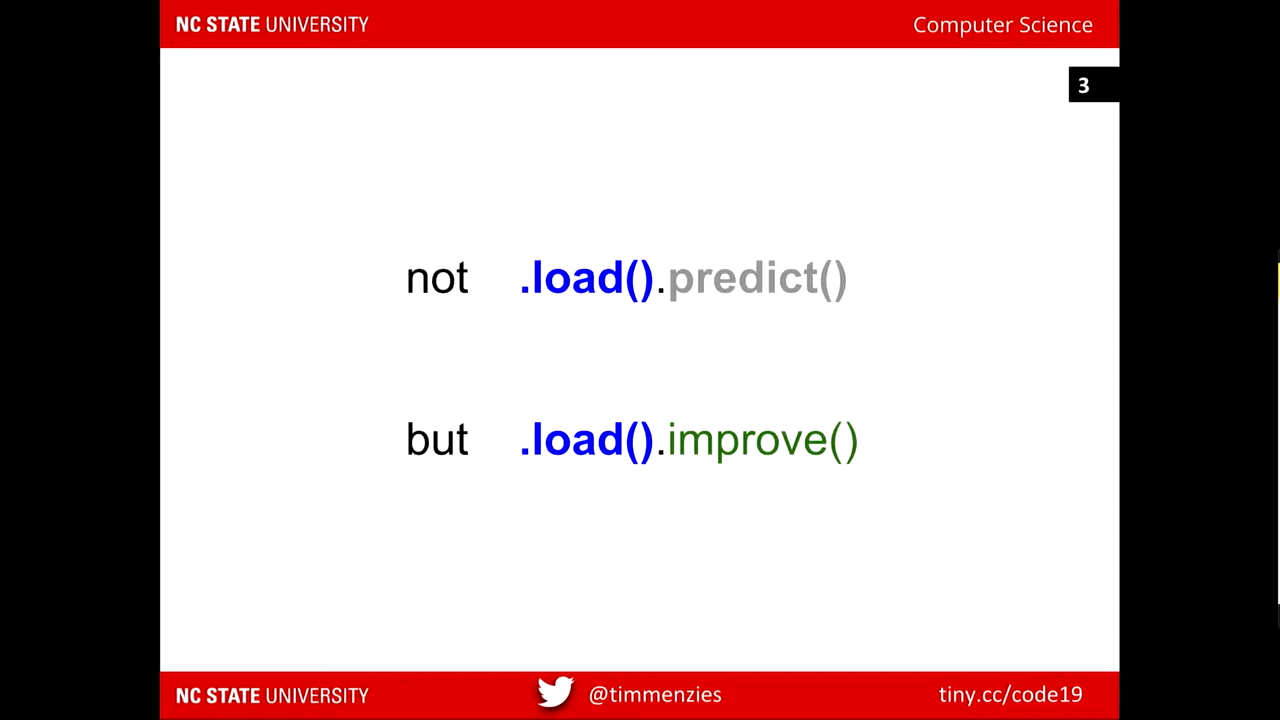 NC STATE UNIVERSITY Computer Science
3
not .load().predict()
but .load().improve()
NC STATE UNIVERSITY @timmenzies tiny.cc/code19